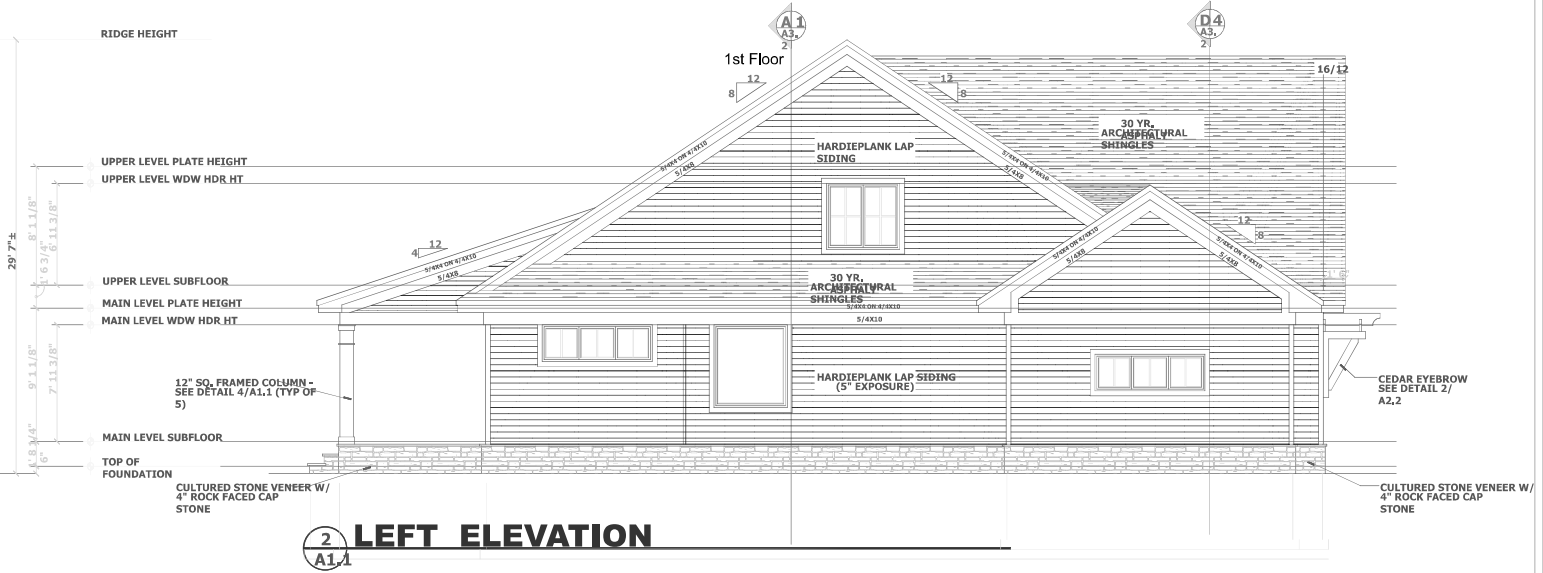 RIDGE HEIGHT
A 1
A3.
2
D 4
A3.
2
1st Floor
12
8
12
8
16/12
30 YR.
ARCHITECTURAL
ASPHALT
SHINGLES
HARDIEPLANK LAP
SIDING
5/4X4 ON 4/4X10
5/4X8
5/4X4 ON 4/4X10
5/4X8
UPPER LEVEL PLATE HEIGHT
UPPER LEVEL WDW HDR HT
8' 1 1/8"
6' 11 3/8"
29' 7"±
1' 6 3/4"
12
4
5/4X4 ON 4/4X10
5/4X8
12
8
5/4X4 ON 4/4X10
5/4X8
5/4X4 ON 4/4X10
5/4X8
1' 6"
UPPER LEVEL SUBFLOOR
MAIN LEVEL PLATE HEIGHT
MAIN LEVEL WDW HDR HT
30 YR.
ARCHITECTURAL
ASPHALT
SHINGLES
5/4X4 ON 4/4X10
5/4X10
9' 1 1/8"
7' 11 3/8"
12" SQ. FRAMED COLUMN -
SEE DETAIL 4/A1.1 (TYP OF
5)
HARDIEPLANK LAP SIDING
(5" EXPOSURE)
CEDAR EYEBROW
SEE DETAIL 2/
A2.2
MAIN LEVEL SUBFLOOR
1' 8 1/4"
6"
TOP OF
FOUNDATION
CULTURED STONE VENEER W/
4" ROCK FACED CAP
STONE
CULTURED STONE VENEER W/
4" ROCK FACED CAP
STONE
2
A1.1
LEFT ELEVATION